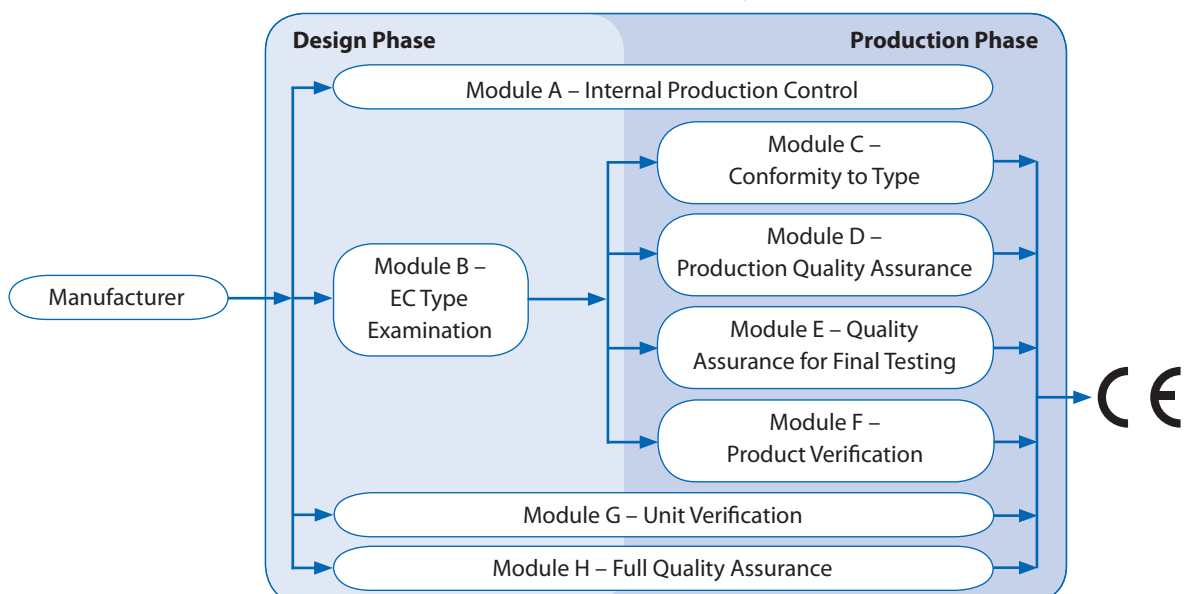 Design Phase
Production Phase
Module A – Internal Production Control
Module C –
Conformity to Type
Module D –
Production Quality Assurance
Manufacturer
Module B –
EC Type
Examination
Module E – Quality
Assurance for Final Testing
Module F –
Product Verification
CE
Module G – Unit Verification
Module H – Full Quality Assurance